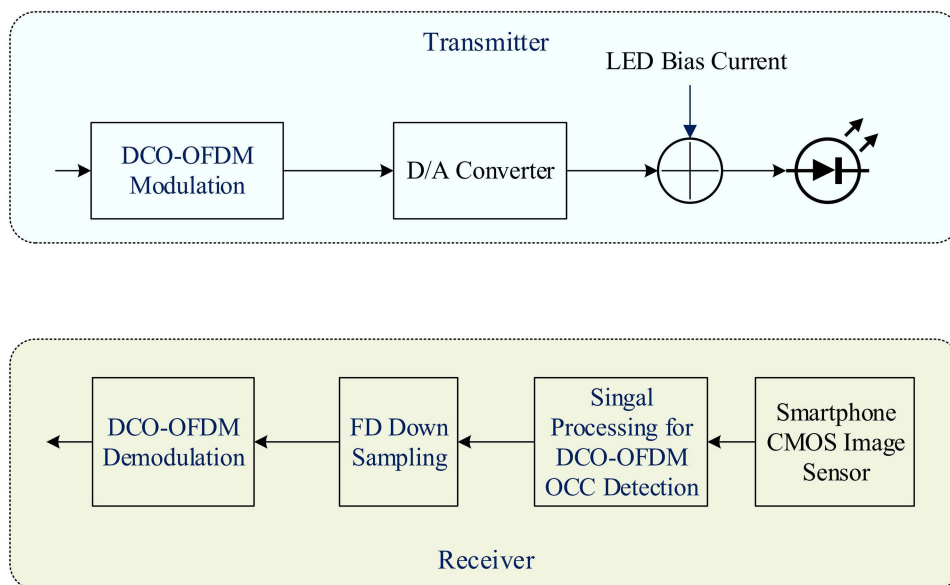 Transmitter
LED Bias Current
DCO-OFDM
Modulation
D/A Converter
DCO-OFDM
Demodulation
FD Down
Sampling
Singal
Processing for
DCO-OFDM
OCC Detection
Smartphone
CMOS Image
Sensor
Receiver